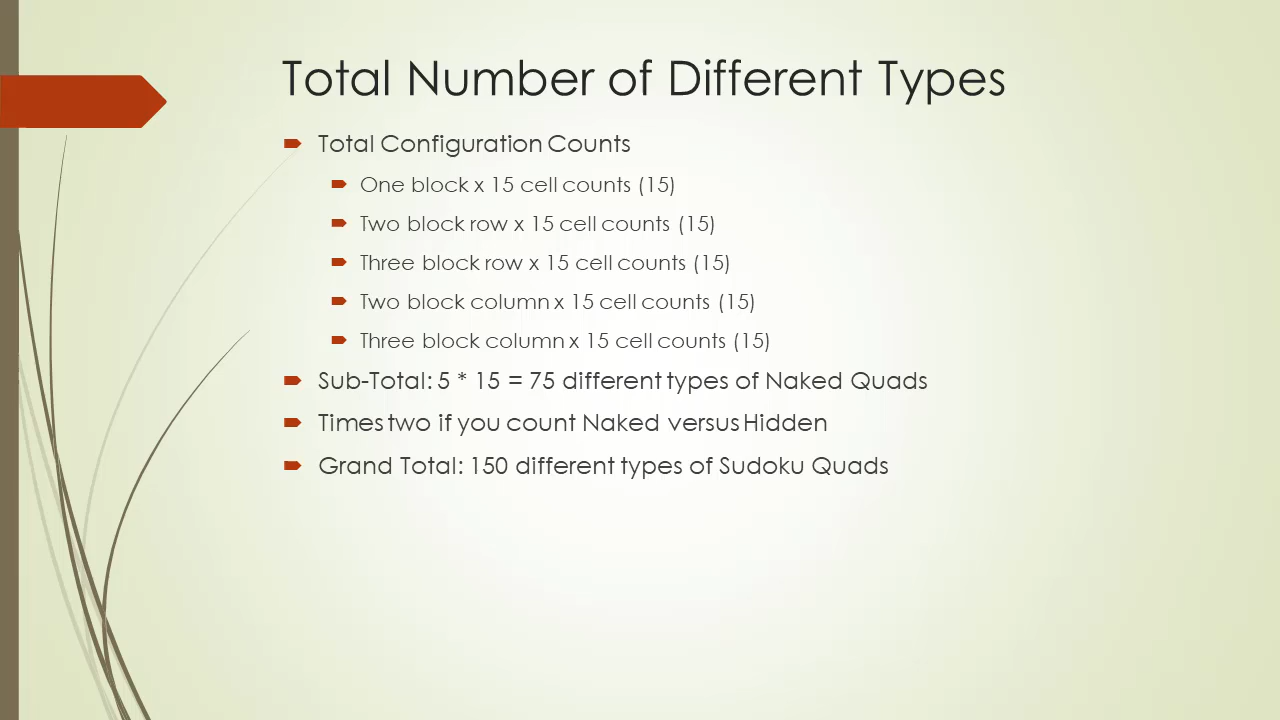 Total Number of Different Types
Total Configuration Counts
One block x 15 cell counts (15)
Two block row x 15 cell counts (15)
Three block row x 15 cell counts (15)
Two block column x 15 cell counts (15)
Three block column x 15 cell counts (15)
Sub-Total: 5 * 15 = 75 different types of Naked Quads
Times two if you count Naked versus Hidden
Grand Total: 150 different types of Sudoku Quads